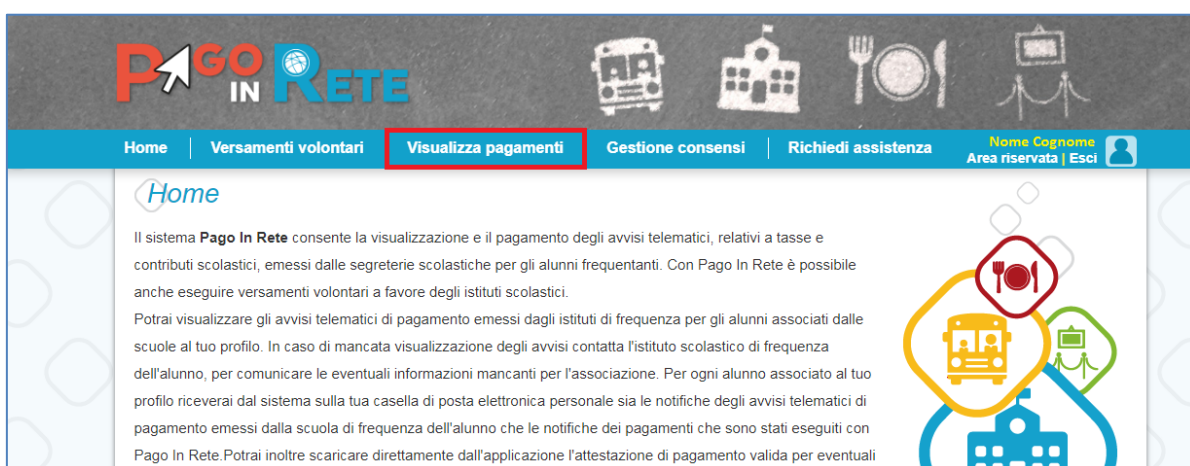 PAGO
IN RETE
Home Versamenti volontari Visualizza pagamenti Gestione consensi Richiedi assistenza Nome Cognome
Area riservata | Esci
Home
Il sistema Pago In Rete consente la visualizzazione e il pagamento degli avvisi telematici, relativi a tasse e
contributi scolastici, emessi dalle segreterie scolastiche per gli alunni frequentanti. Con Pago In Rete è possibile
anche eseguire versamenti volontari a favore degli istituti scolastici.
Potrai visualizzare gli avvisi telematici di pagamento emessi dagli istituti di frequenza per gli alunni associati dalle
scuole al tuo profilo. In caso di mancata visualizzazione degli avvisi contatta l'istituto scolastico di frequenza
dell'alunno, per comunicare le eventuali informazioni mancanti per l'associazione. Per ogni alunno associato al tuo
profilo riceverai dal sistema sulla tua casella di posta elettronica personale sia le notifiche degli avvisi telematici di
pagamento emessi dalla scuola di frequenza dell'alunno che le notifiche dei pagamenti che sono stati eseguiti con
Pago In Rete.Potrai inoltre scaricare direttamente dall'applicazione l'attestazione di pagamento valida per eventuali